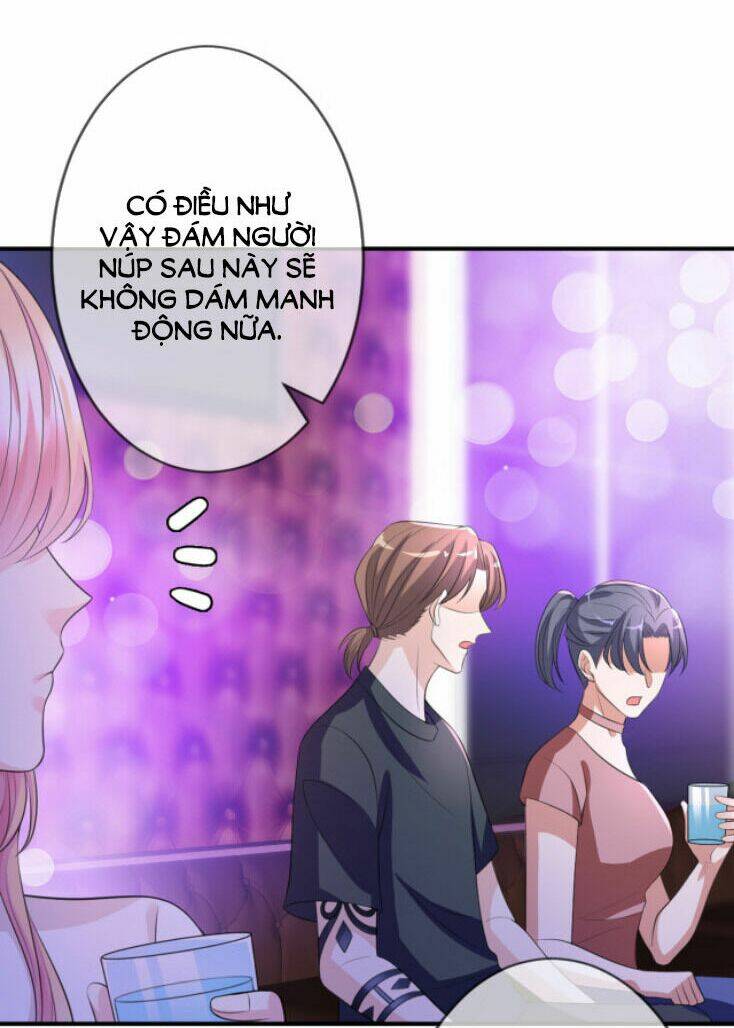 CÓ ĐIỀU NHƯ
VẬY ĐÁM NGƯỜI
NÚP SAU NÀY SẼ
KHÔNG DÁM MANH
ĐỘNG NỮA.